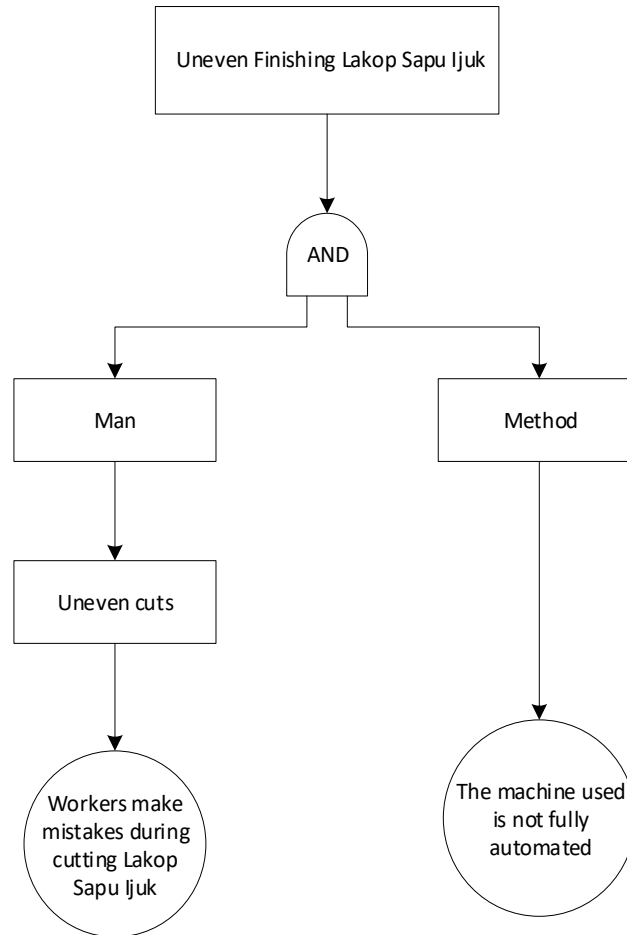 Uneven Finishing Lakop Sapu Ijuk
AND
Man
Method
Uneven cuts
Workers make
mistakes during
cutting Lakop
Sapu Ijuk
The machine used
is not fully
automated